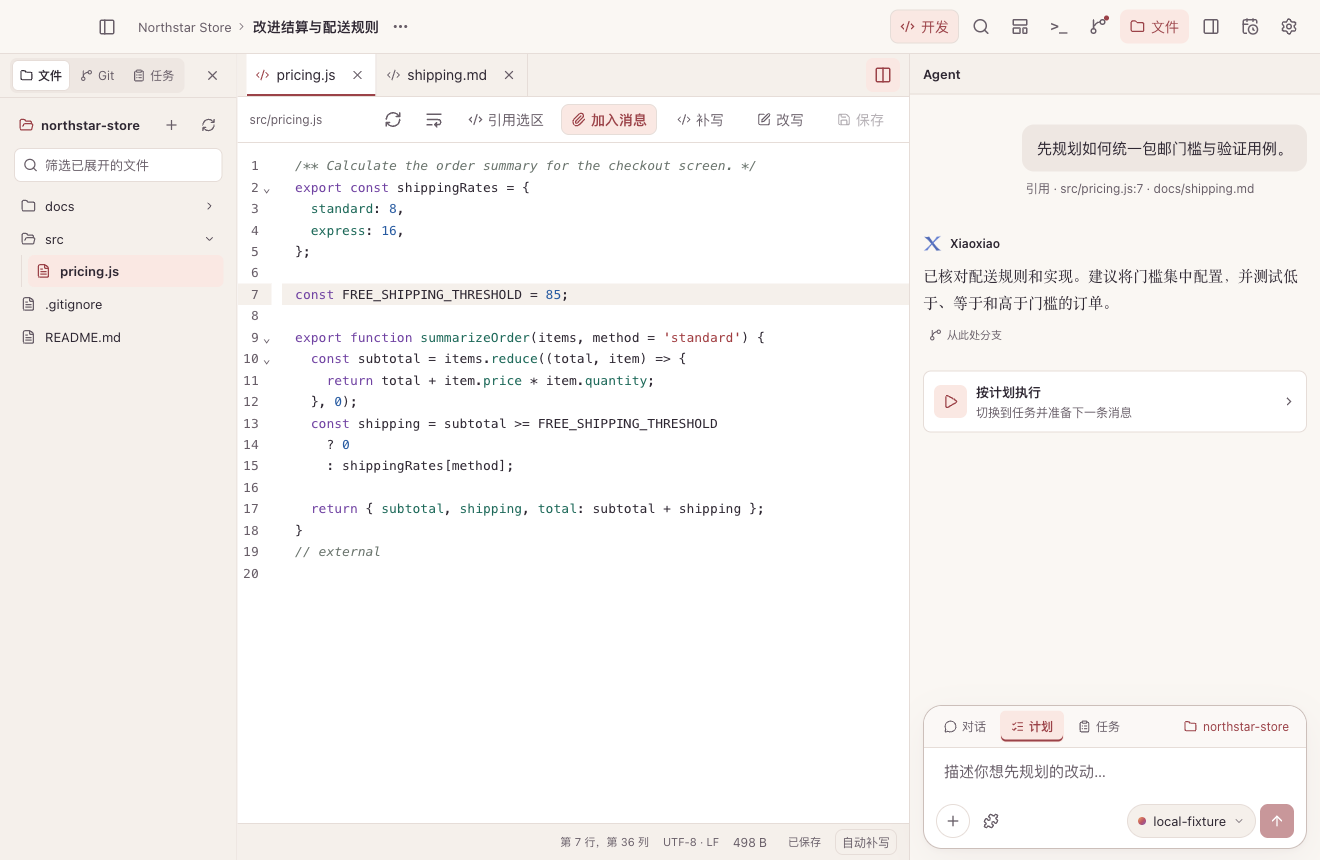 Northstar Store › 改进结算与配送规则 ···
</> 开发
>_
文件
文件 Git 任务
northstar-store
筛选已展开的文件
docs
src
pricing.js
.gitignore
README.md
</> pricing.js
</> shipping.md
src/pricing.js
</> 引用选区
加入消息
</> 补写
改写
保存
1 /** Calculate the order summary for the checkout screen. */
2 export const shippingRates = {
3 standard: 8,
4 express: 16,
5 };
6
7 const FREE_SHIPPING_THRESHOLD = 85;
8
9 export function summarizeOrder(items, method = 'standard') {
10 const subtotal = items.reduce((total, item) => {
11 return total + item.price * item.quantity;
12 }, 0);
13 const shipping = subtotal >= FREE_SHIPPING_THRESHOLD
14 ? 0
15 : shippingRates[method];
16
17 return { subtotal, shipping, total: subtotal + shipping };
18 }
19 // external
20
第 7 行，第 36 列 UTF-8 · LF 498 B 已保存 自动补写
Agent
先规划如何统一包邮门槛与验证用例。
引用 · src/pricing.js:7 · docs/shipping.md
Xiaoxiao
已核对配送规则和实现。建议将门槛集中配置，并测试低
于、等于和高于门槛的订单。
从此处分支
按计划执行
切换到任务并准备下一条消息
对话 计划 任务 northstar-store
描述你想先规划的改动...
local-fixture